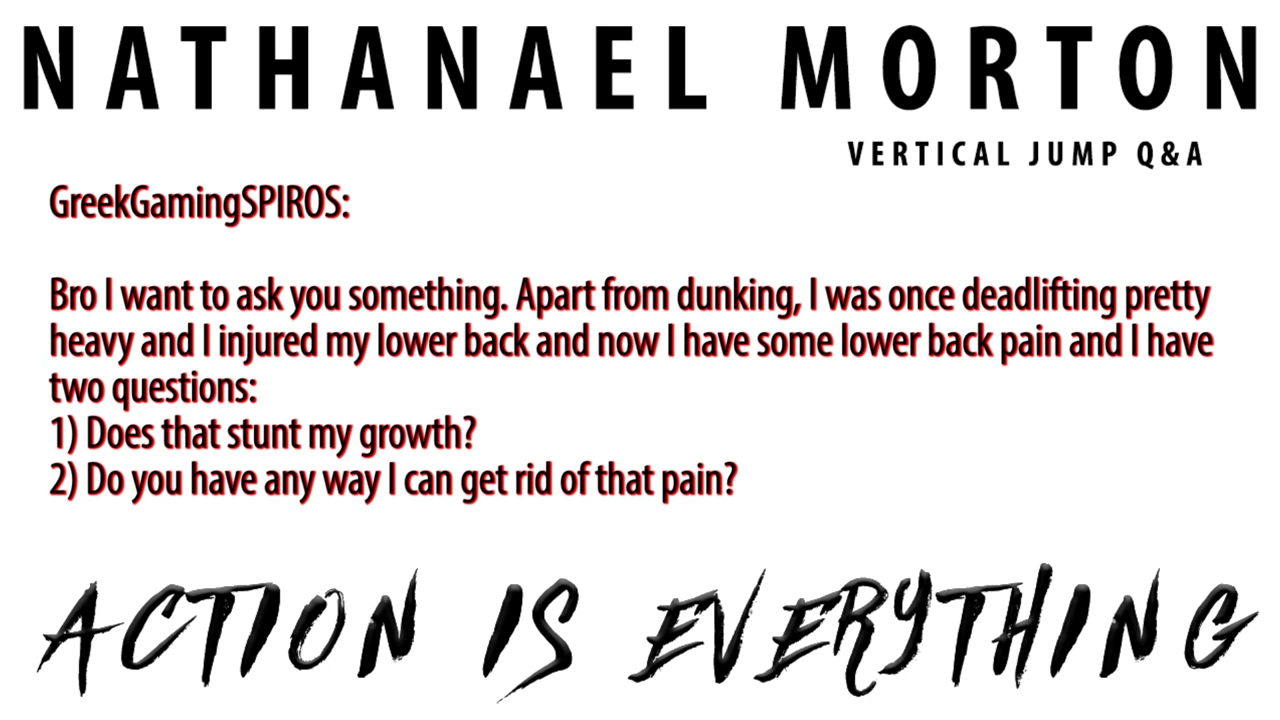 NATHANAEL MORTON
VERTICAL JUMP Q&A
GreekGamingSPIROS:
Bro I want to ask you something. Apart from dunking, I was once deadlifting pretty
heavy and I injured my lower back and now I have some lower back pain and I have
two questions:
1) Does that stunt my growth?
2) Do you have any way I can get rid of that pain?
ACTION IS EVERYTHING